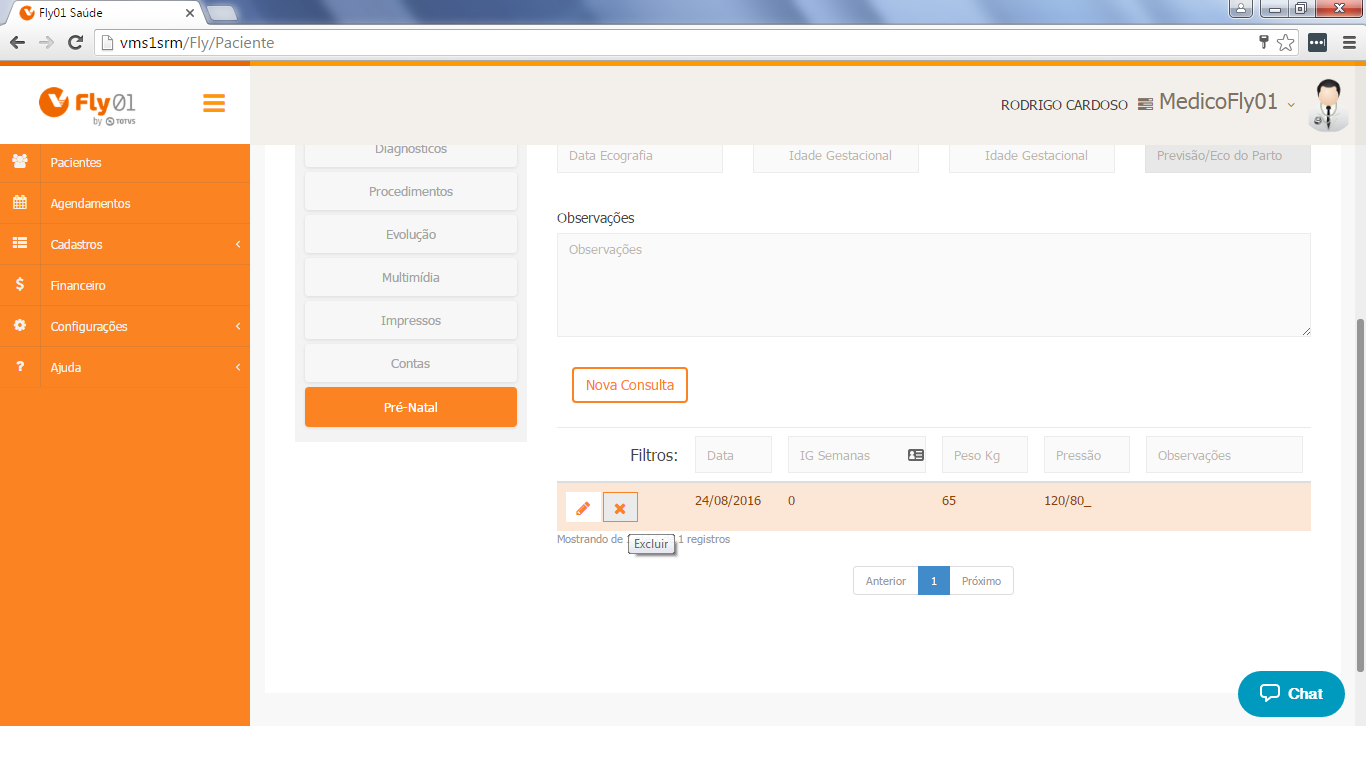 Fly01 Saúde
vms1srm/Fly/Paciente
Fly01
by TOTVS
RODRIGO CARDOSO MedicoFly01
Pacientes
Agendamentos
Cadastros
Financeiro
Configurações
Ajuda
Diagnósticos
Procedimentos
Evolução
Multimídia
Impressos
Contas
Pré-Natal
Data Ecografia Idade Gestacional Idade Gestacional Previsão/Eco do Parto
Observações
Observações
Nova Consulta
Filtros: Data IG Semanas Peso Kg Pressão Observações
24/08/2016 0 65 120/80_
Mostrando de 1 registros
Excluir
Anterior 1 Próximo
Chat